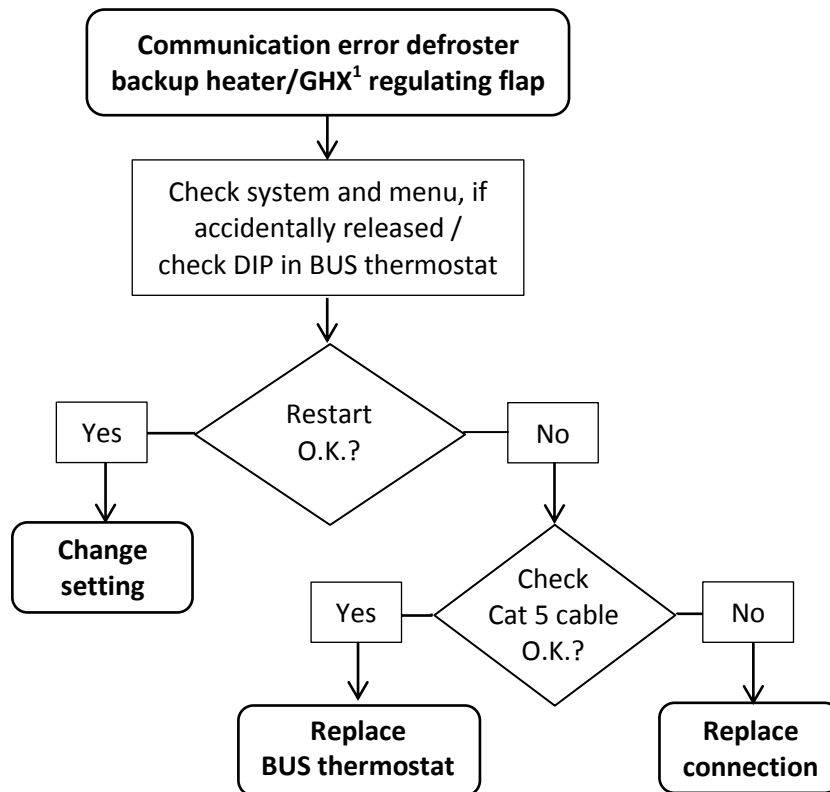 Communication error defroster
backup heater/GHX¹ regulating flap
Check system and menu, if
accidentally released /
check DIP in BUS thermostat
Restart
O.K.?
Yes
No
Change
setting
Check
Cat 5 cable
O.K.?
Yes
No
Replace
BUS thermostat
Replace
connection